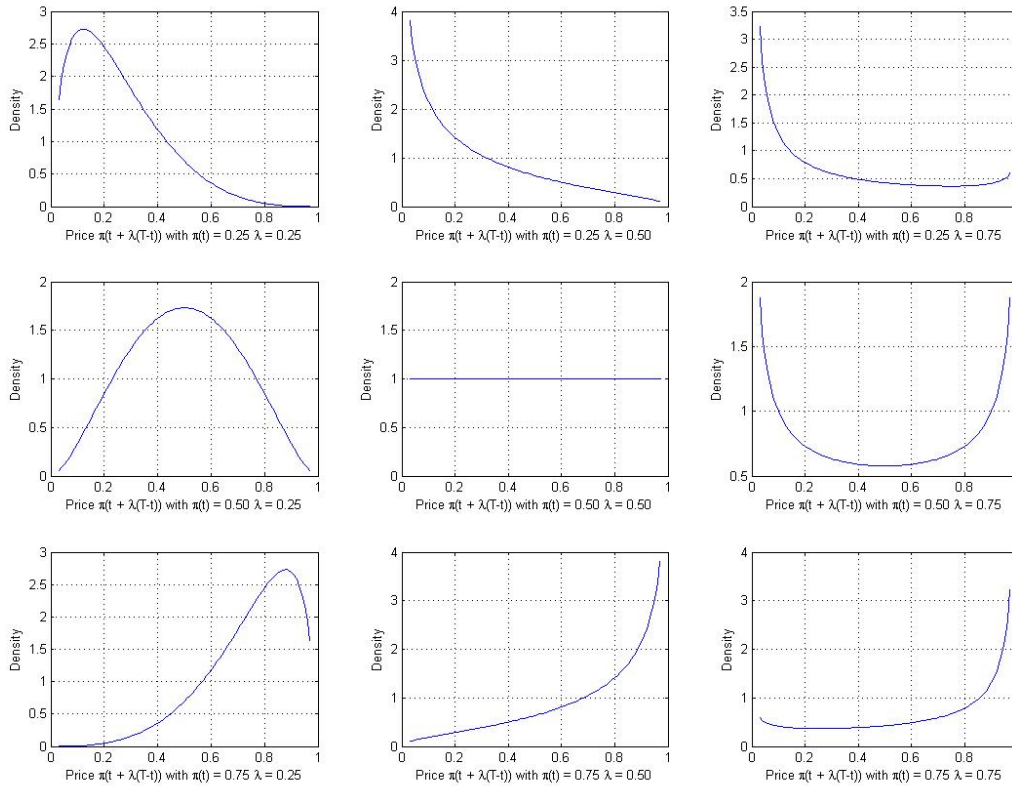 3
2.5
2
1.5
1
0.5
0
0 0.2 0.4 0.6 0.8 1
Density
Price π(t + λ(T-t)) with π(t) = 0.25 λ = 0.25
4
3
2
1
0
0 0.2 0.4 0.6 0.8 1
Density
Price π(t + λ(T-t)) with π(t) = 0.25 λ = 0.50
3.5
3
2.5
2
1.5
1
0.5
0
0 0.2 0.4 0.6 0.8
Density
Price π(t + λ(T-t)) with π(t) = 0.25 λ = 0.75
2
1.5
1
0.5
0
0 0.2 0.4 0.6 0.8 1
Density
Price π(t + λ(T-t)) with π(t) = 0.50 λ = 0.25
2
1.5
1
0.5
0
0 0.2 0.4 0.6 0.8 1
Density
Price π(t + λ(T-t)) with π(t) = 0.50 λ = 0.50
2
1.5
1
0.5
0 0.2 0.4 0.6 0.8
Density
Price π(t + λ(T-t)) with π(t) = 0.50 λ = 0.75
3
2.5
2
1.5
1
0.5
0
0 0.2 0.4 0.6 0.8 1
Density
Price π(t + λ(T-t)) with π(t) = 0.75 λ = 0.25
4
3
2
1
0
0 0.2 0.4 0.6 0.8 1
Density
Price π(t + λ(T-t)) with π(t) = 0.75 λ = 0.50
4
3
2
1
0
0 0.2 0.4 0.6 0.8
Density
Price π(t + λ(T-t)) with π(t) = 0.75 λ = 0.75